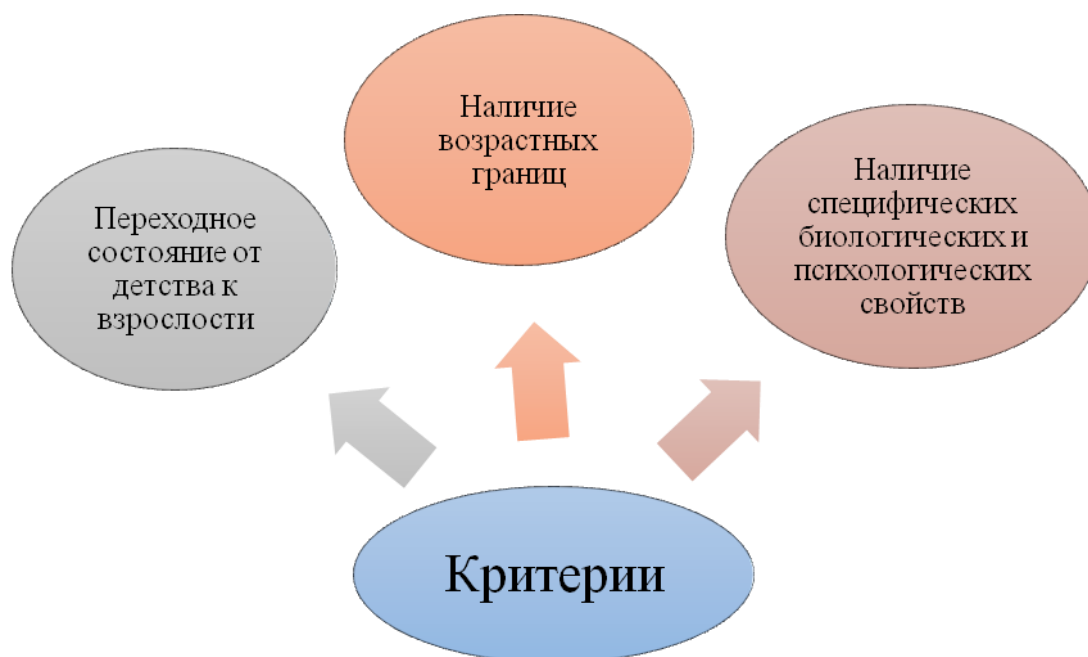 Переходное
состояние от
детства к
взрослости
Наличие
возрастных
границ
Наличие
специфических
биологических и
психологических
свойств
Критерии